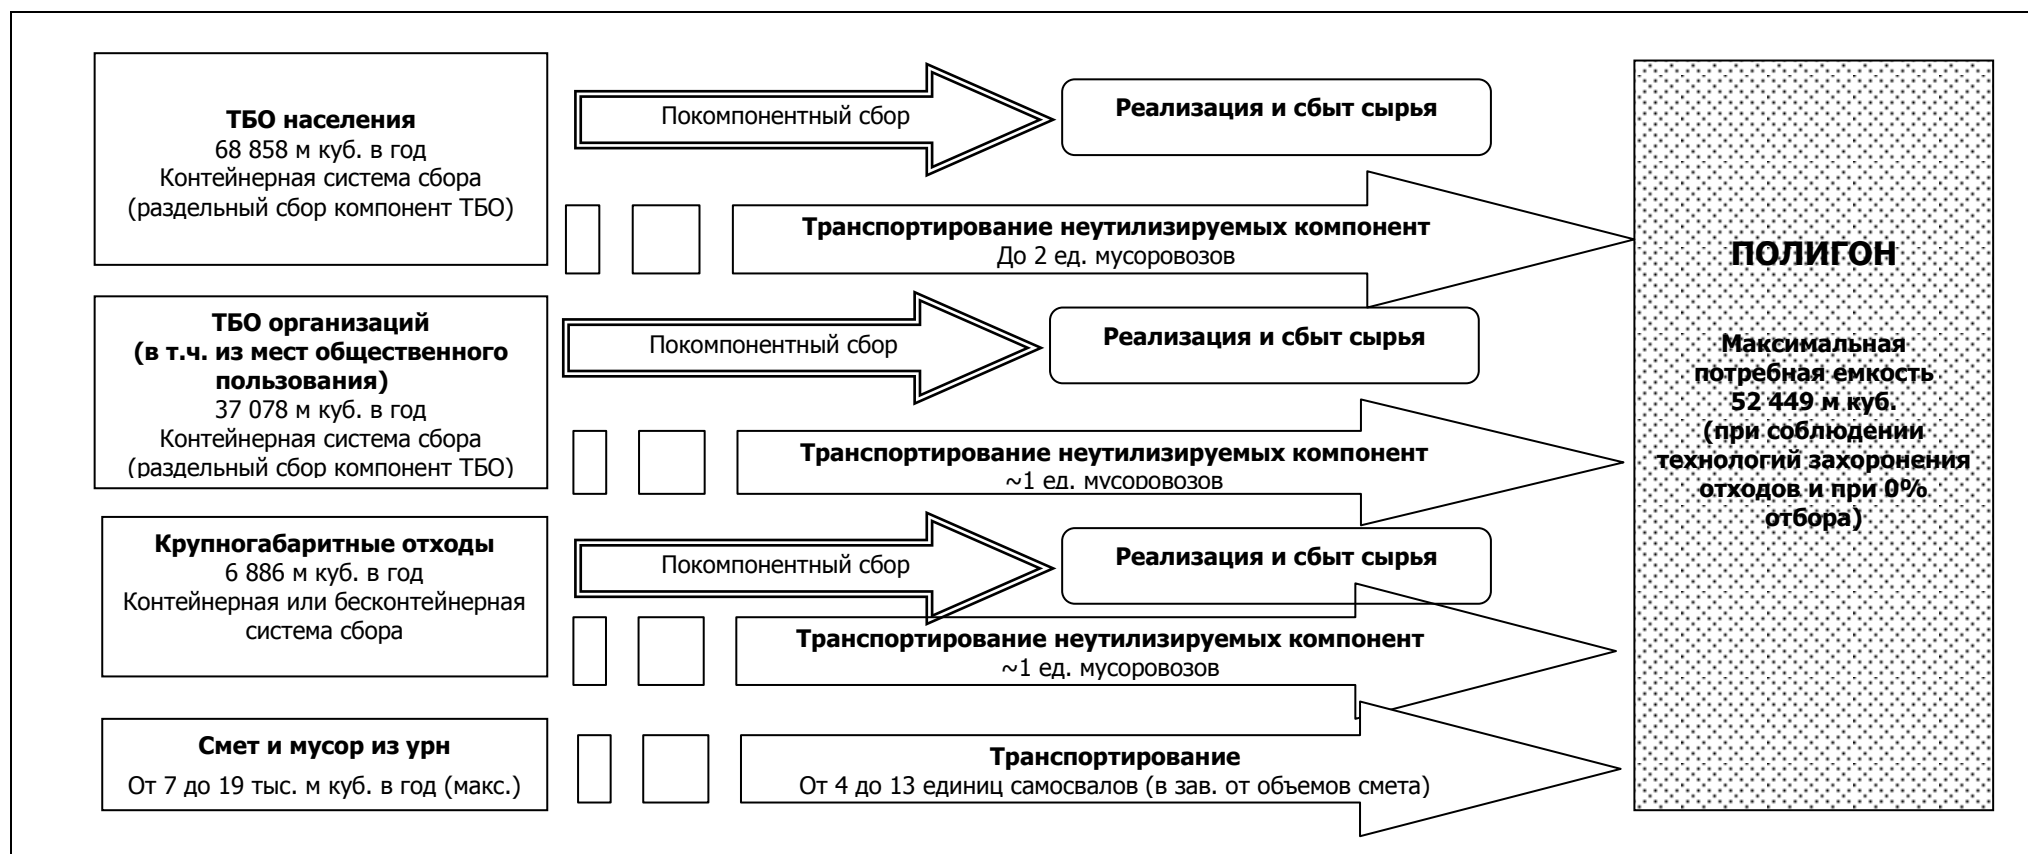 ТБО населения
68 858 м куб. в год
Контейнерная система сбора
(раздельный сбор компонент ТБО)
Покомпонентный сбор
Реализация и сбыт сырья
Транспортирование неутилизируемых компонент
До 2 ед. мусоровозов
ТБО организаций
(в т.ч. из мест общественного
пользования)
37 078 м куб. в год
Контейнерная система сбора
(раздельный сбор компонент ТБО)
Покомпонентный сбор
Реализация и сбыт сырья
Транспортирование неутилизируемых компонент
~1 ед. мусоровозов
Крупногабаритные отходы
6 886 м куб. в год
Контейнерная или бесконтейнерная
система сбора
Покомпонентный сбор
Реализация и сбыт сырья
Транспортирование неутилизируемых компонент
~1 ед. мусоровозов
Смет и мусор из урн
От 7 до 19 тыс. м куб. в год (макс.)
Транспортирование
От 4 до 13 единиц самосвалов (в зав. от объемов смета)
ПОЛИГОН
Максимальная
потребная емкость
52 449 м куб.
(при соблюдении
технологий захоронения
отходов и при 0%
отбора)